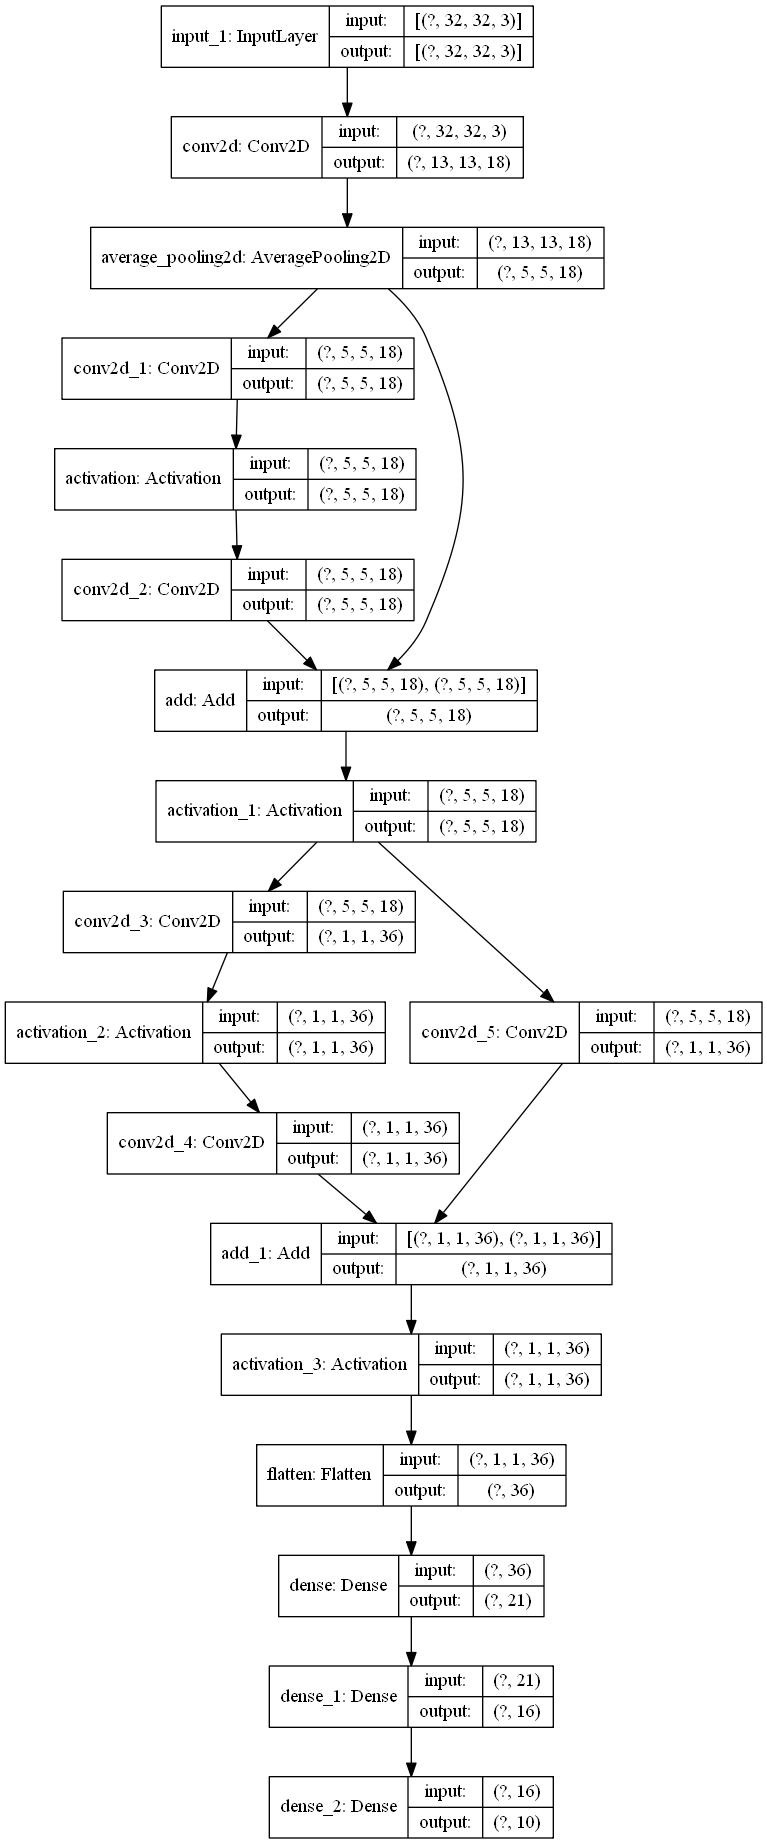 input_1: InputLayer
input:
[(?, 32, 32, 3)]
output:
[(?, 32, 32, 3)]
conv2d: Conv2D
input:
(?, 32, 32, 3)
output:
(?, 13, 13, 18)
average_pooling2d: AveragePooling2D
input:
(?, 13, 13, 18)
output:
(?, 5, 5, 18)
conv2d_1: Conv2D
input:
(?, 5, 5, 18)
output:
(?, 5, 5, 18)
activation: Activation
input:
(?, 5, 5, 18)
output:
(?, 5, 5, 18)
conv2d_2: Conv2D
input:
(?, 5, 5, 18)
output:
(?, 5, 5, 18)
add: Add
input:
[(?, 5, 5, 18), (?, 5, 5, 18)]
output:
(?, 5, 5, 18)
activation_1: Activation
input:
(?, 5, 5, 18)
output:
(?, 5, 5, 18)
conv2d_3: Conv2D
input:
(?, 5, 5, 18)
output:
(?, 1, 1, 36)
activation_2: Activation
input:
(?, 1, 1, 36)
output:
(?, 1, 1, 36)
conv2d_5: Conv2D
input:
(?, 5, 5, 18)
output:
(?, 1, 1, 36)
conv2d_4: Conv2D
input:
(?, 1, 1, 36)
output:
(?, 1, 1, 36)
add_1: Add
input:
[(?, 1, 1, 36), (?, 1, 1, 36)]
output:
(?, 1, 1, 36)
activation_3: Activation
input:
(?, 1, 1, 36)
output:
(?, 1, 1, 36)
flatten: Flatten
input:
(?, 1, 1, 36)
output:
(?, 36)
dense: Dense
input:
(?, 36)
output:
(?, 21)
dense_1: Dense
input:
(?, 21)
output:
(?, 16)
dense_2: Dense
input:
(?, 16)
output:
(?, 10)